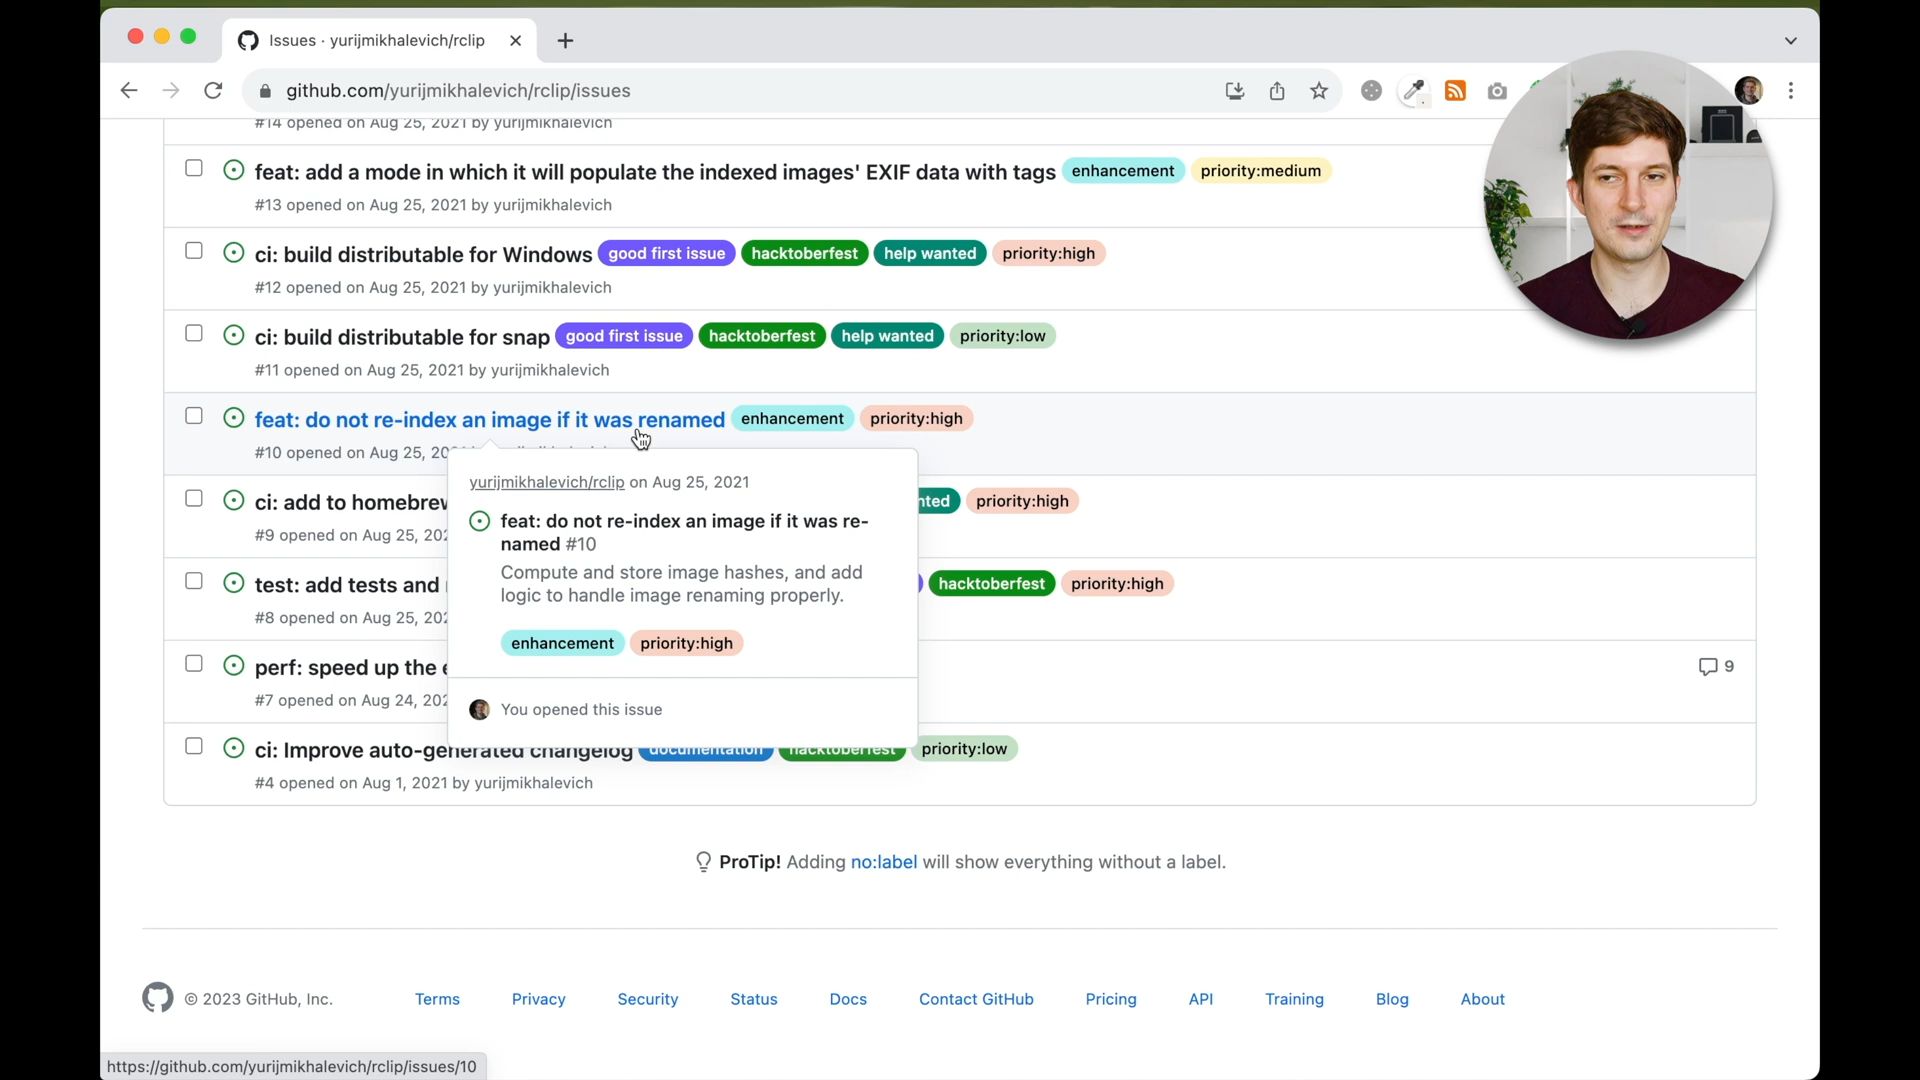 Issues · yurijmikhalevich/rclip
github.com/yurijmikhalevich/rclip/issues
#14 opened on Aug 25, 2021 by yurijmikhalevich
feat: add a mode in which it will populate the indexed images' EXIF data with tags enhancement priority:medium
#13 opened on Aug 25, 2021 by yurijmikhalevich
ci: build distributable for Windows good first issue hacktoberfest help wanted priority:high
#12 opened on Aug 25, 2021 by yurijmikhalevich
ci: build distributable for snap good first issue hacktoberfest help wanted priority:low
#11 opened on Aug 25, 2021 by yurijmikhalevich
feat: do not re-index an image if it was renamed enhancement priority:high
#10 opened on Aug 25,
yurijmikhalevich/rclip on Aug 25, 2021
feat: do not re-index an image if it was re-
named #10
Compute and store image hashes, and add
logic to handle image renaming properly.
enhancement priority:high
You opened this issue
ci: add to homebrew priority:high
#9 opened on Aug 25,
test: add tests and hacktoberfest priority:high
#8 opened on Aug 25,
perf: speed up the 9
#7 opened on Aug 24,
ci: Improve auto-generated changelog documentation hacktoberfest priority:low
#4 opened on Aug 1, 2021 by yurijmikhalevich
ProTip! Adding no:label will show everything without a label.
© 2023 GitHub, Inc. Terms Privacy Security Status Docs Contact GitHub Pricing API Training Blog About
https://github.com/yurijmikhalevich/rclip/issues/10